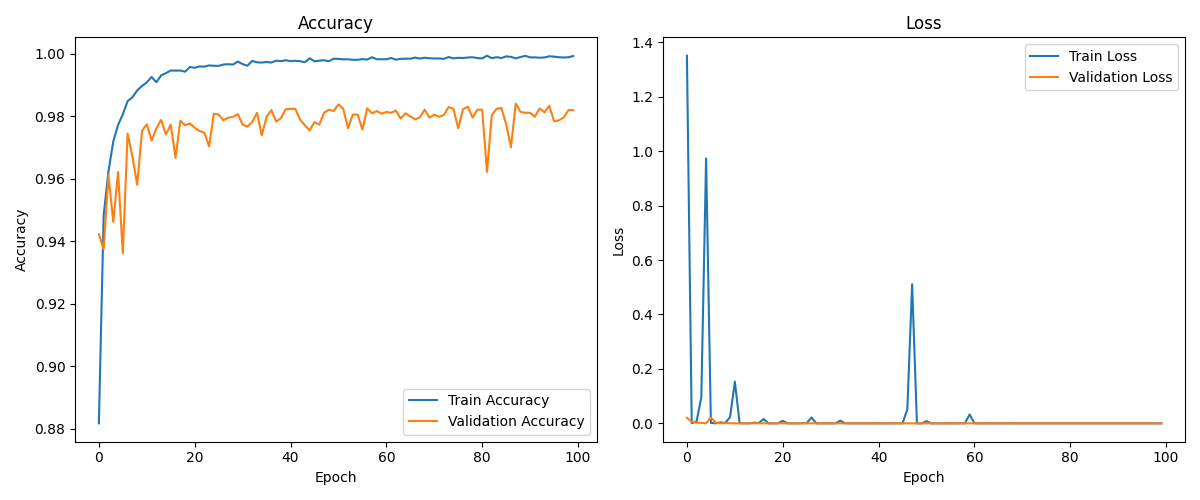 Accuracy
1.00
0.98
0.96
0.94
0.92
0.90
0.88
Accuracy
0
20
40
60
80
100
Epoch
Train Accuracy
Validation Accuracy
Loss
1.4
1.2
1.0
0.8
0.6
0.4
0.2
0.0
Loss
0
20
40
60
80
100
Epoch
Train Loss
Validation Loss